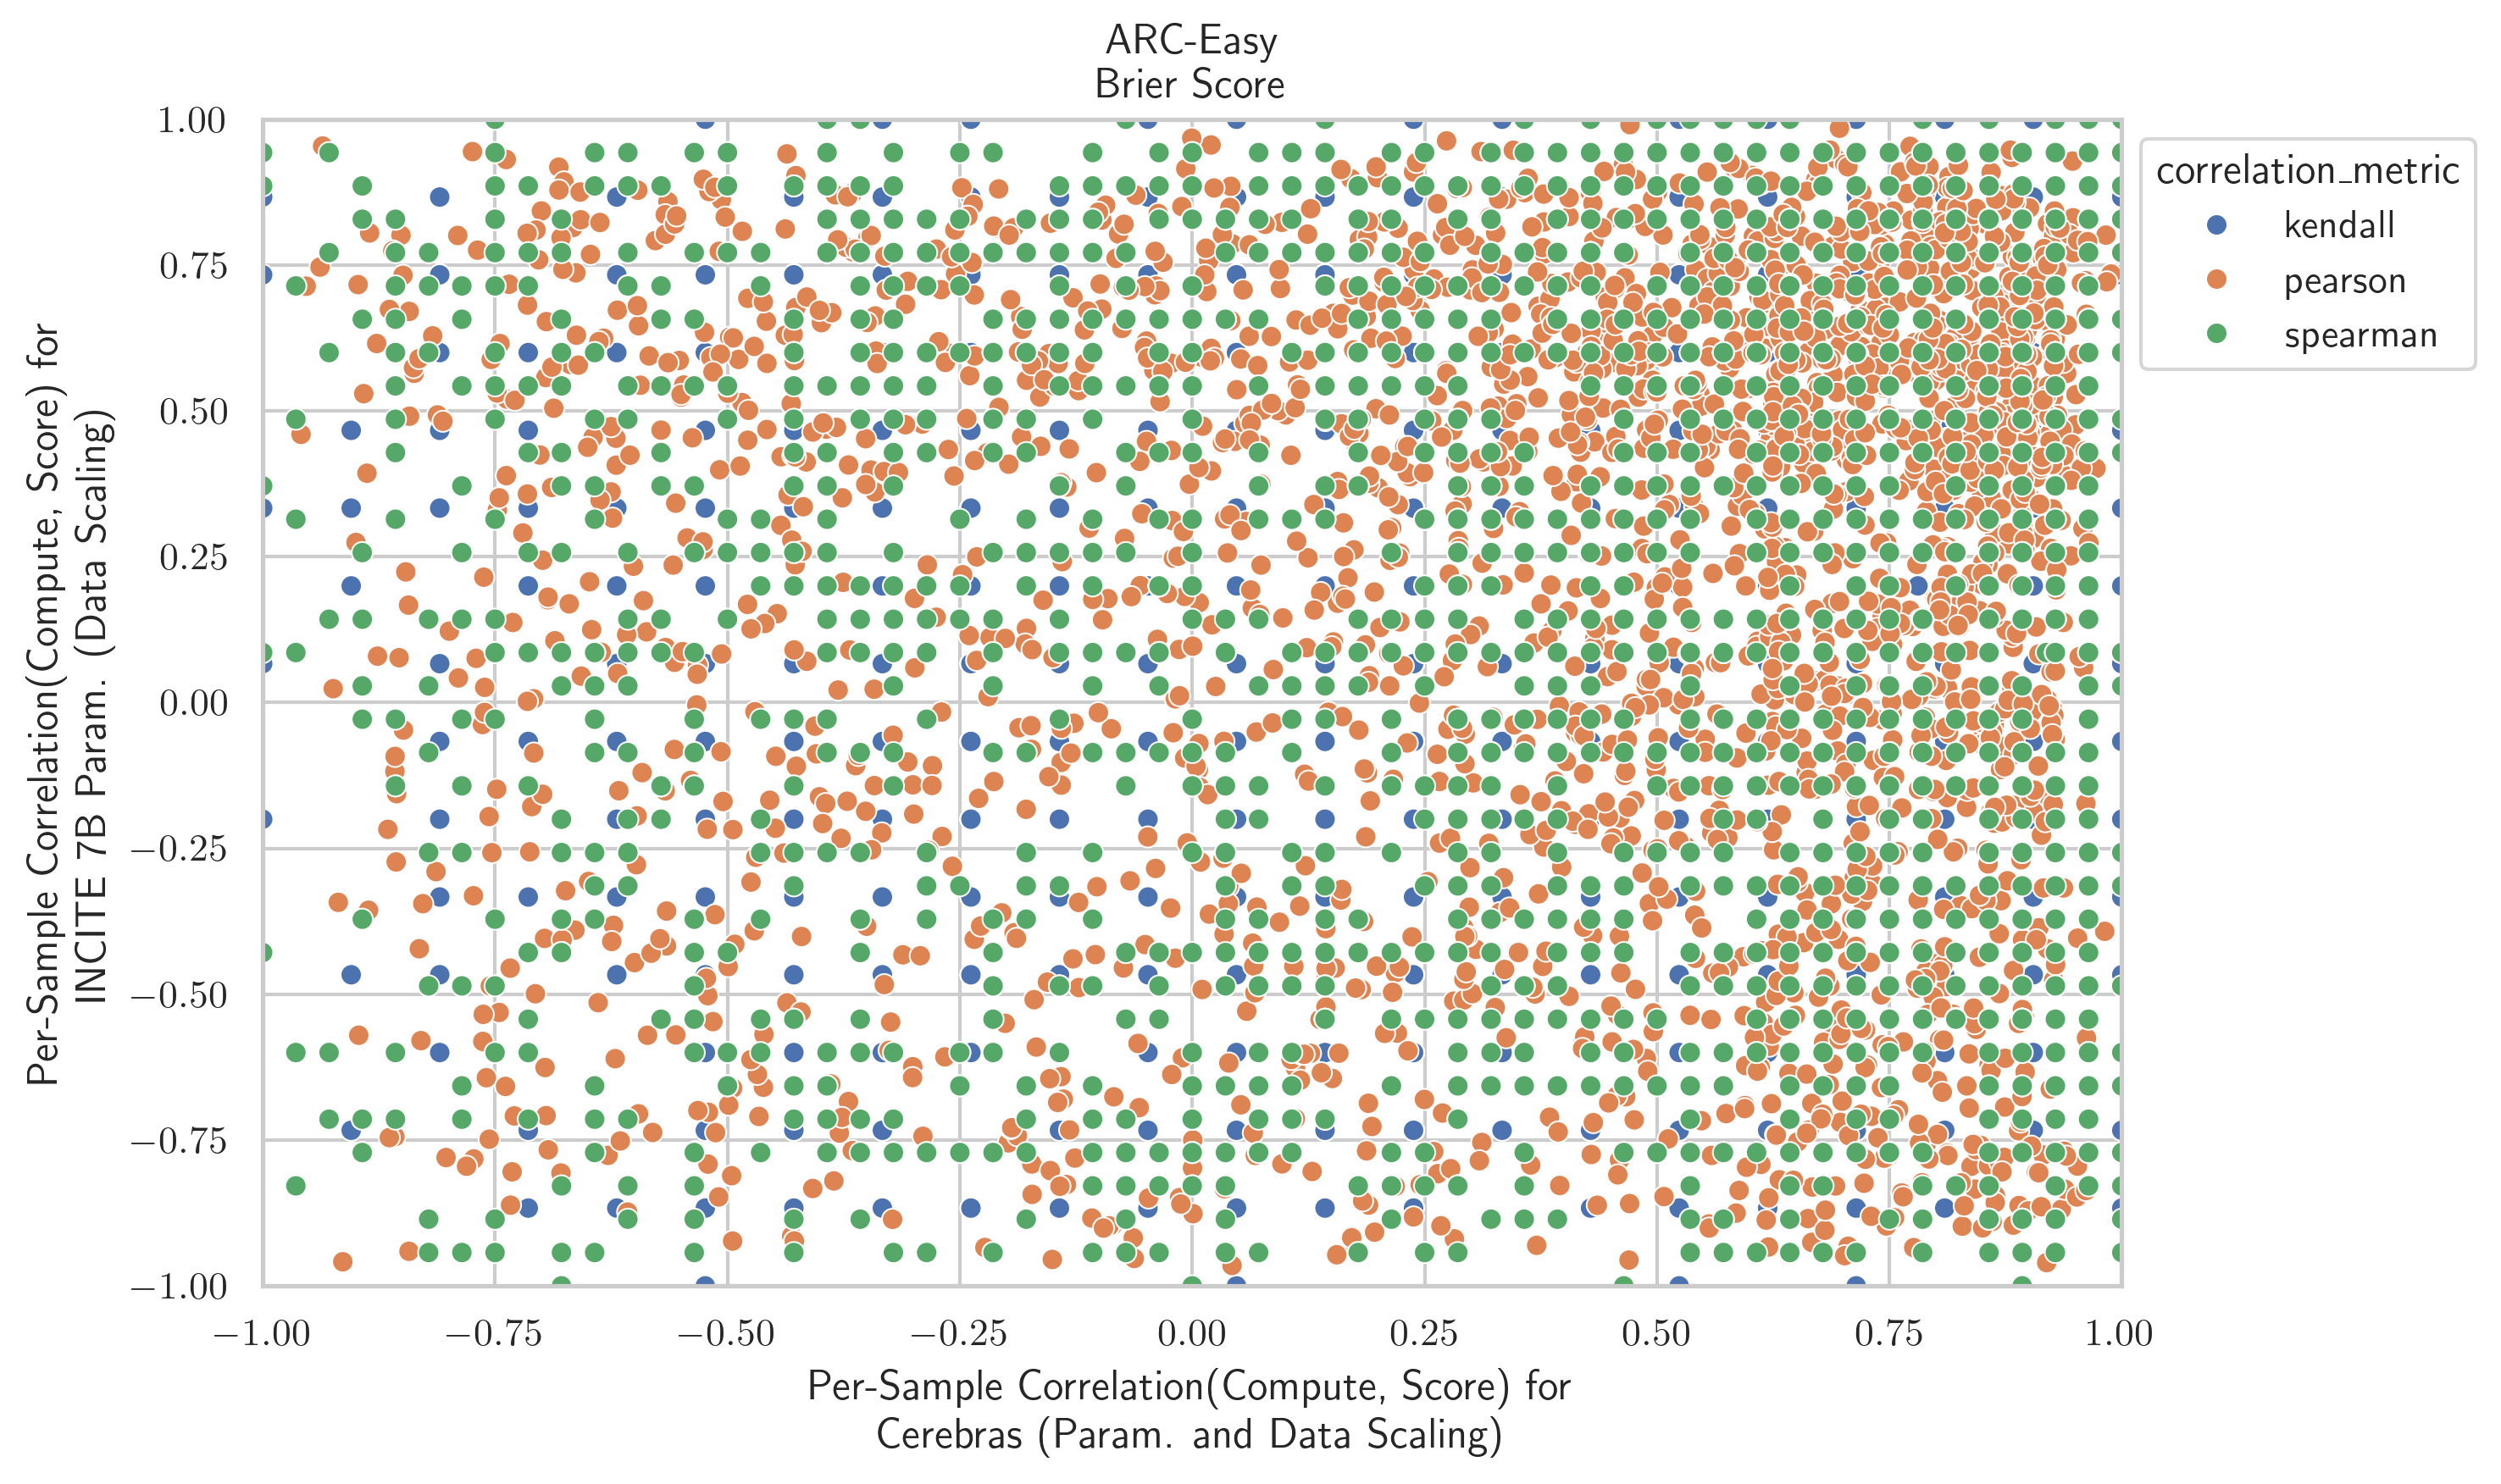 ARC-Easy
Brier Score
Per-Sample Correlation(Compute, Score) for
INCITE 7B Param. (Data Scaling)
1.00
0.75
0.50
0.25
0.00
−0.25
−0.50
−0.75
−1.00
−1.00 −0.75 −0.50 −0.25 0.00 0.25 0.50 0.75 1.00
Per-Sample Correlation(Compute, Score) for
Cerebras (Param. and Data Scaling)
correlation_metric
kendall
pearson
spearman